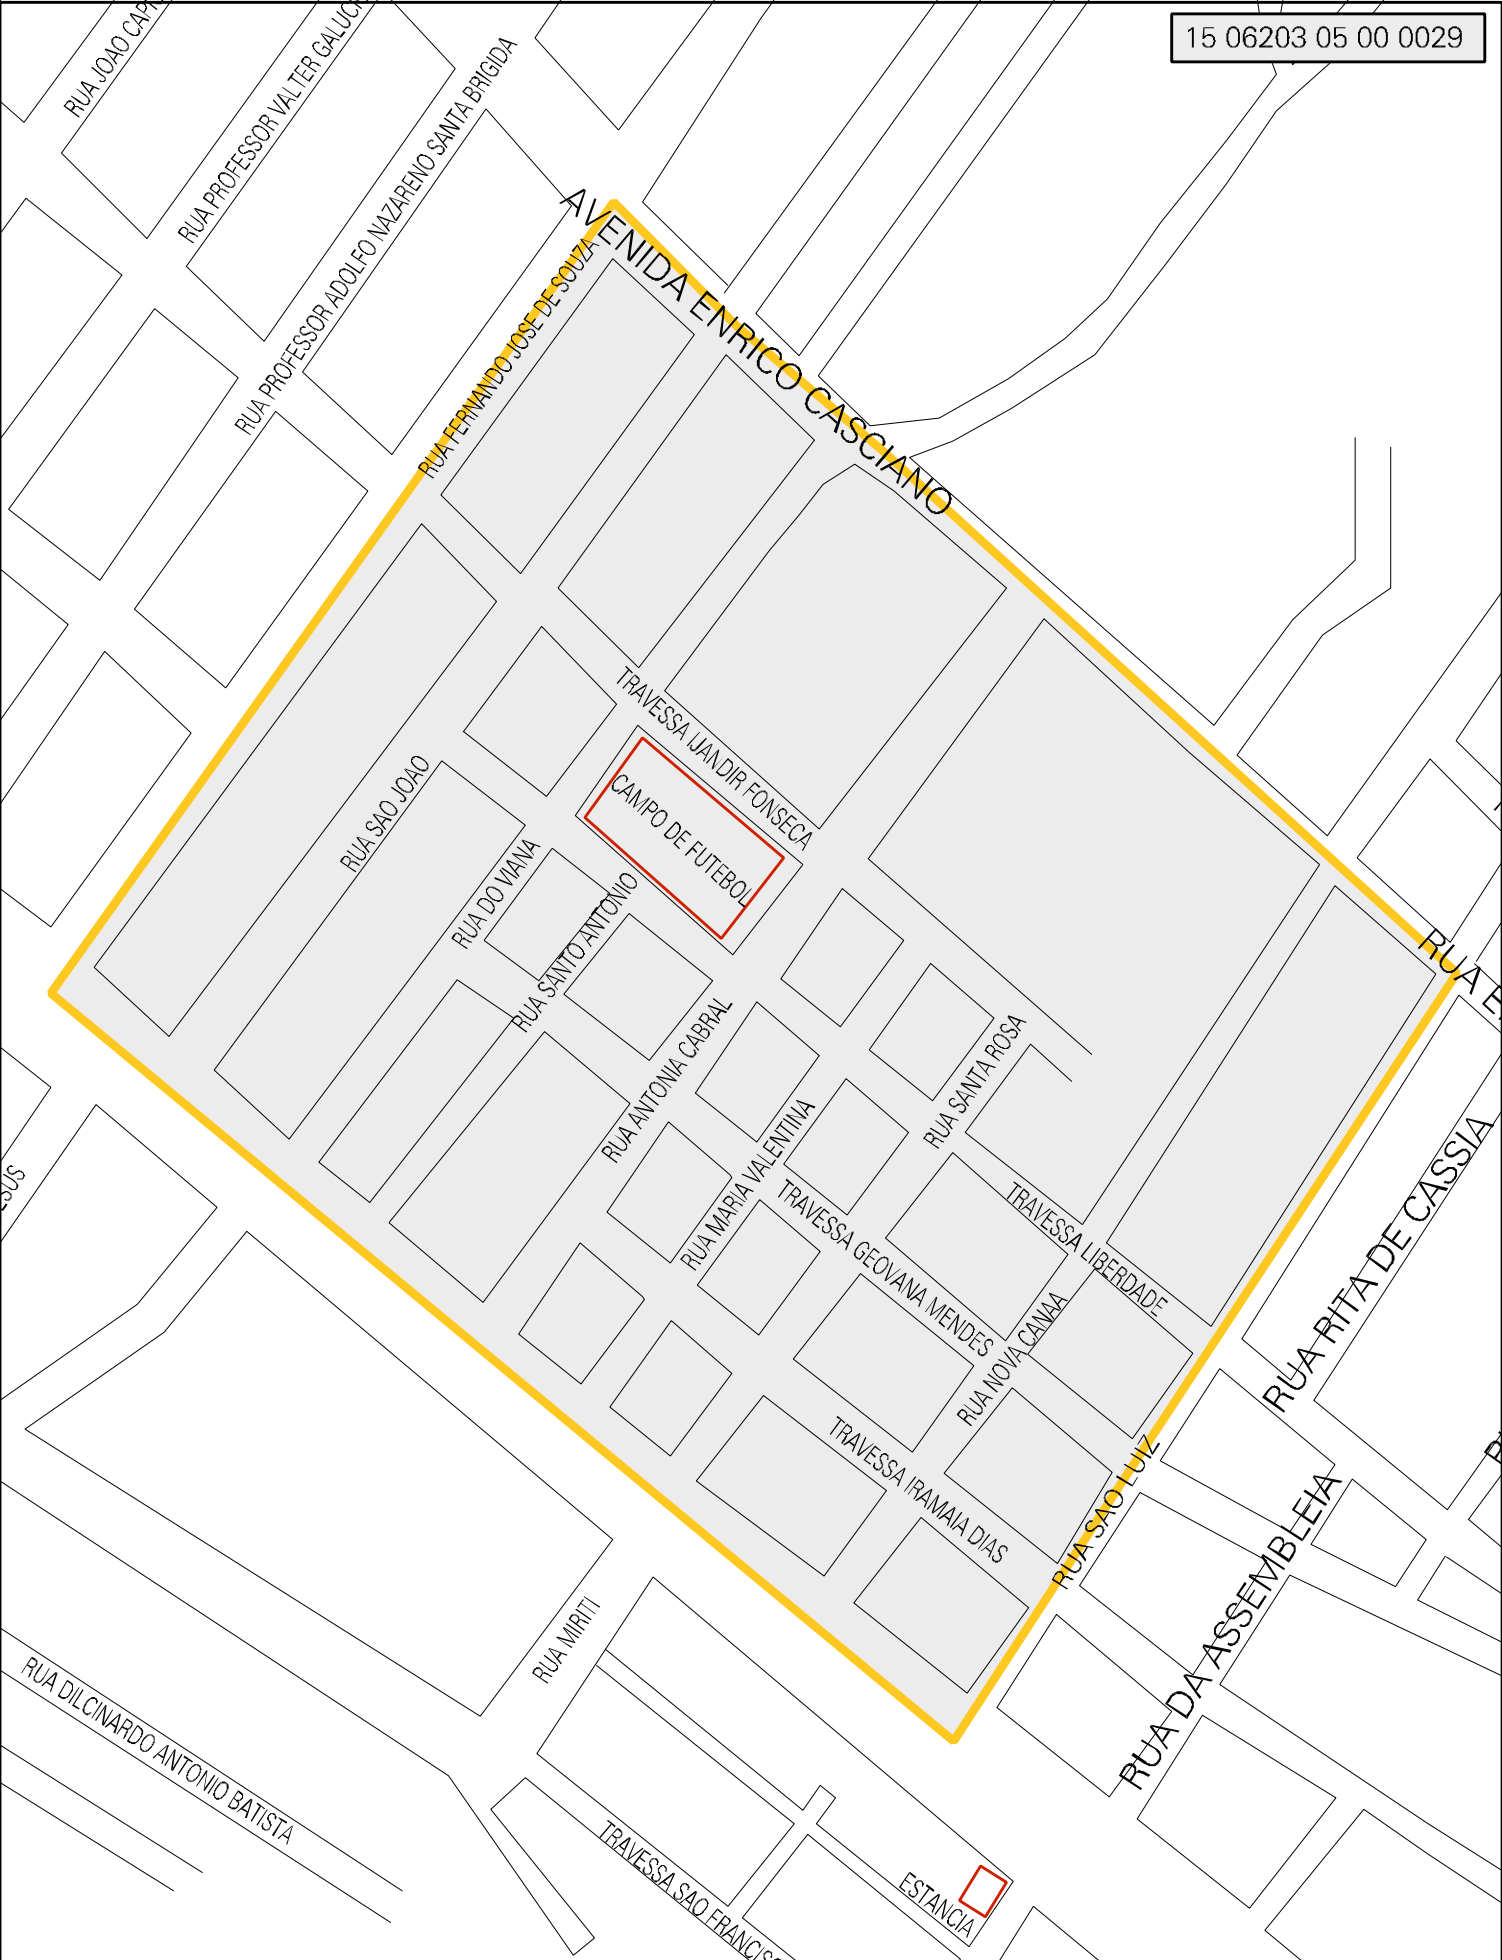 15 06203 05 00 0029
RUA JOAO
RUA PROFESSOR VALTER
RUA PROFESSOR ADOLFO NAZARENO SANTA BRIGIDA
AVENIDA ENRICO CASCIANO
RUA FERNANDO JOSE DE SOUZA
TRAVESSA IJANDIR FONSECA
CAMPO DE FUTEBOL
RUA SAO JOAO
RUA DO VIANA
RUA SANTO ANTONIO
RUA
RUA ANTONIA CABRAL
RUA SANTA ROSA
RUA MARIA VALENTINA
TRAVESSA GEOVANA MENDES
TRAVESSA LIBERDADE
RUA RITA DE CASSIA
RUA NOVA CANAA
TRAVESSA IRAMAIA DIAS
RUA SAO LUIZ
RUA DA ASSEMBLEIA
RUA MIRITI
RUA DILCINARDO ANTONIO BATISTA
TRAVESSA SAO
ESTANCIA